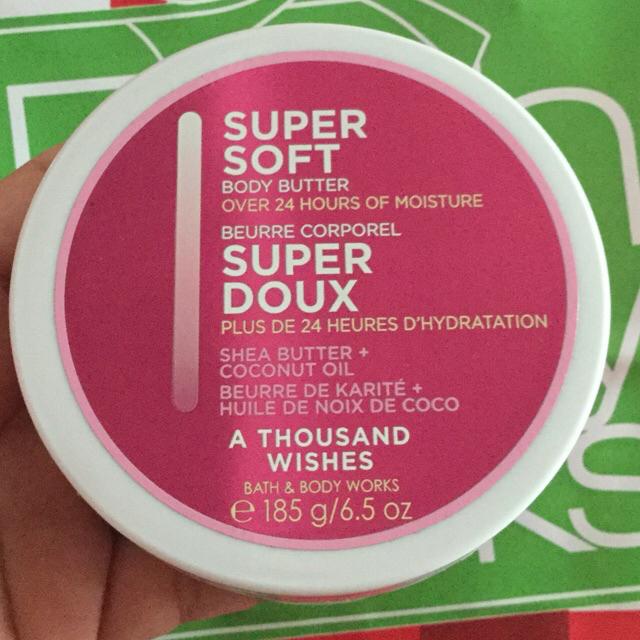 SUPER
SOFT
BODY BUTTER
OVER 24 HOURS OF MOISTURE
BEURRE CORPOREL
SUPER
DOUX
PLUS DE 24 HEURES D'HYDRATATION
SHEA BUTTER +
COCONUT OIL
BEURRE DE KARITÉ +
HUILE DE NOIX DE COCO
A THOUSAND
WISHES
BATH & BODY WORKS
℮ 185 g/6.5 oz